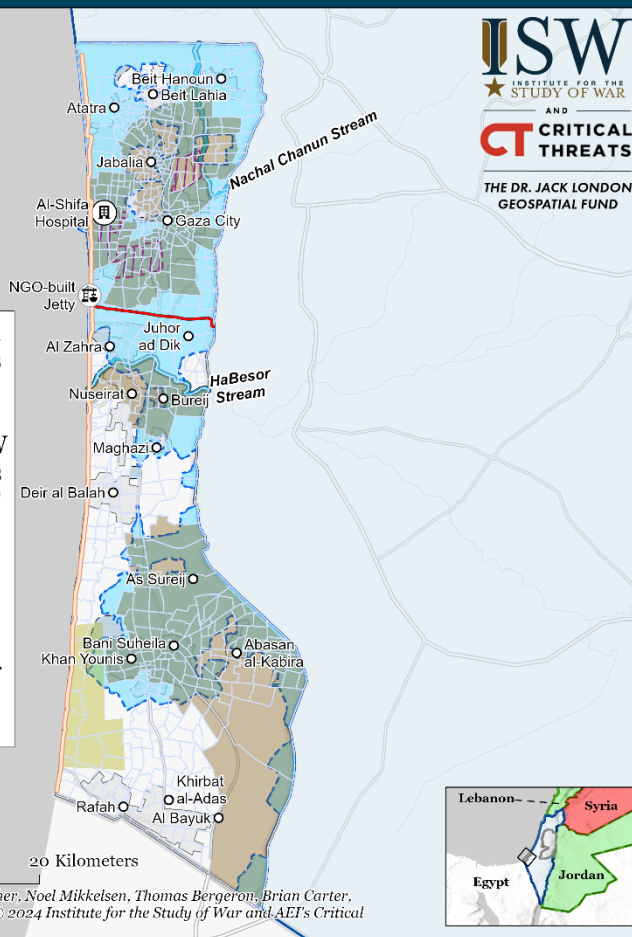 ISW
INSTITUTE FOR THE
STUDY OF WAR
AND
CT CRITICAL
THREATS
THE DR. JACK LONDON
GEOSPATIAL FUND
Beit Hanoun
Beit Lahia
Atatra
Nachal Chanun Stream
Jabalia
Al-Shifa
Hospital
Gaza City
NGO-built
Jetty
Juhor
ad Dik
Al Zahra
HaBesor
Stream
Nuseirat
Bureij
Maghazi
Deir al Balah
As Sureij
Bani Suheila
Abasan
al-Kabira
Khan Younis
Khirbat
al-Adas
Rafah
Al Bayuk
20 Kilometers
Noel Mikkelsen, Thomas Bergeron, Brian Carter,
© 2024 Institute for the Study of War and AEI's Critical
Lebanon
Syria
Egypt
Jordan